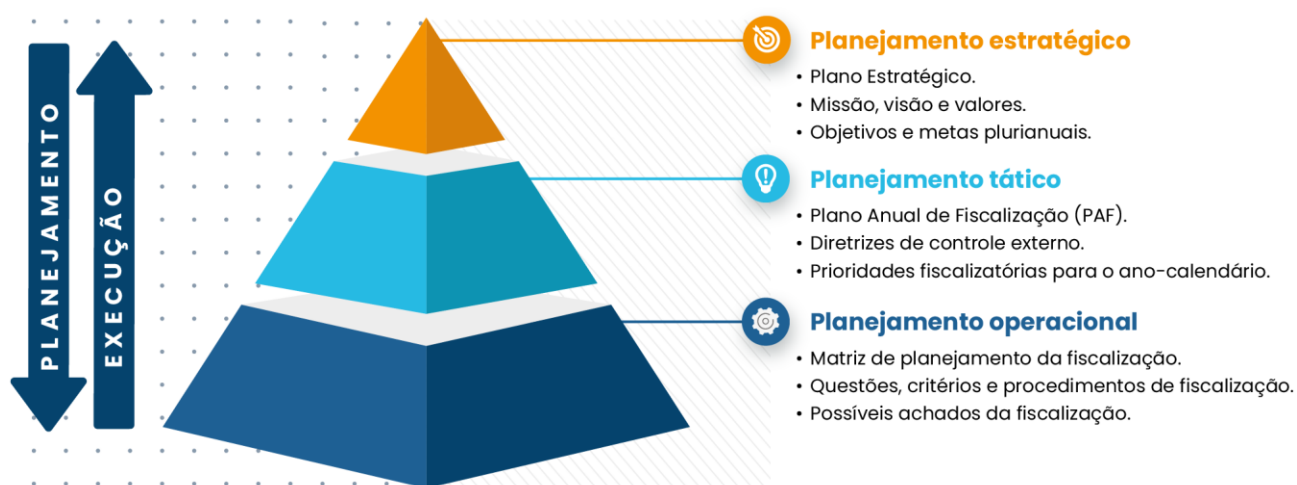 PLANEJAMENTO
EXECUÇÃO
Planejamento estratégico
• Plano Estratégico.
• Missão, visão e valores.
• Objetivos e metas plurianuais.
Planejamento tático
• Plano Anual de Fiscalização (PAF).
• Diretrizes de controle externo.
• Prioridades fiscalizatórias para o ano-calendário.
Planejamento operacional
• Matriz de planejamento da fiscalização.
• Questões, critérios e procedimentos de fiscalização.
• Possíveis achados da fiscalização.